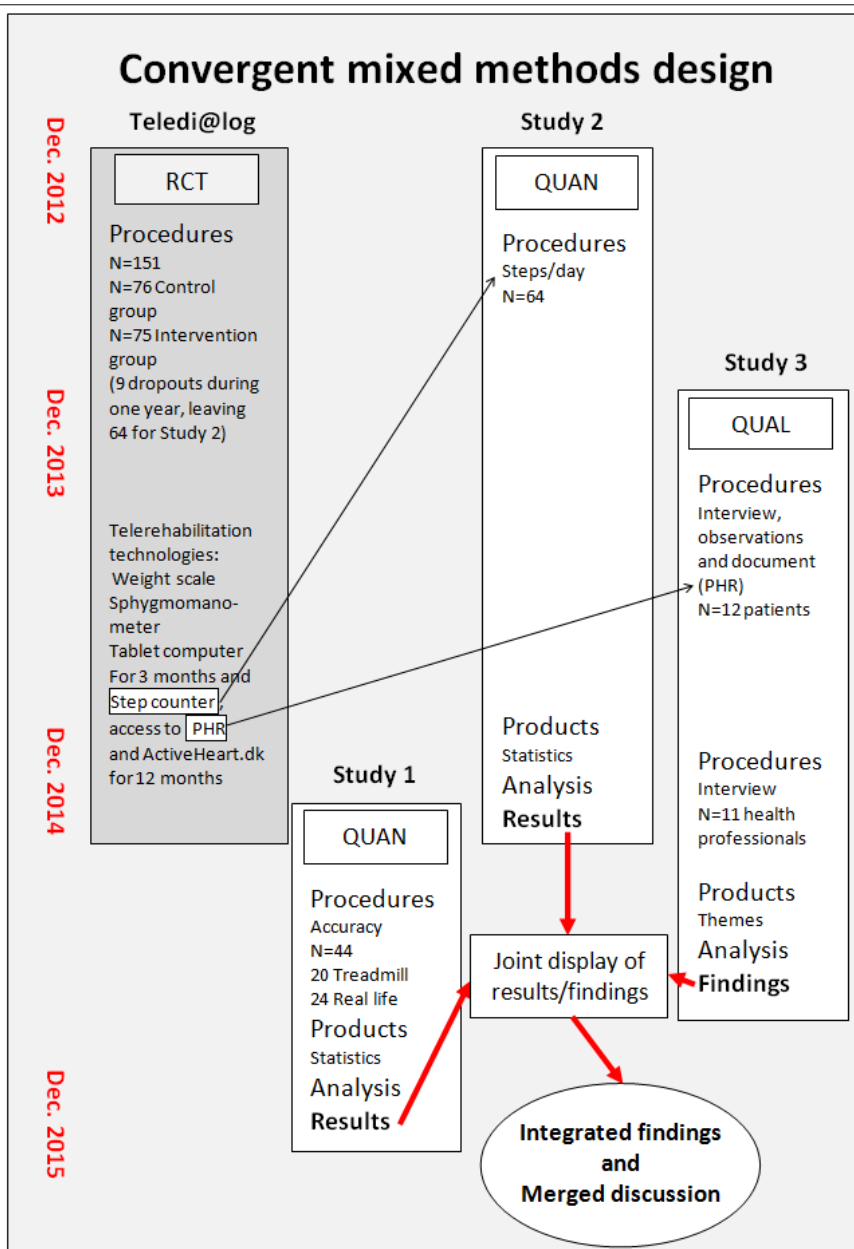 Convergent mixed methods design
Dec. 2012
Dec. 2013
Dec. 2014
Dec. 2015
Teledi@log
RCT
Procedures
N=151
N=76 Control
group
N=75 Intervention
group
(9 dropouts during
one year, leaving
64 for Study 2)
Telerehabilitation
technologies:
Weight scale
Sphygmomano-
meter
Tablet computer
For 3 months and
Step counter,
access to PHR
and ActiveHeart.dk
for 12 months
Study 1
QUAN
Procedures
Accuracy
N=44
20 Treadmill
24 Real life
Products
Statistics
Analysis
Results
Study 2
QUAN
Procedures
Steps/day
N=64
Products
Statistics
Analysis
Results
Study 3
QUAL
Procedures
Interview,
observations
and document
(PHR)
N=12 patients
Procedures
Interview
N=11 health
professionals
Products
Themes
Analysis
Findings
Joint display of
results/findings
Integrated findings
and
Merged discussion